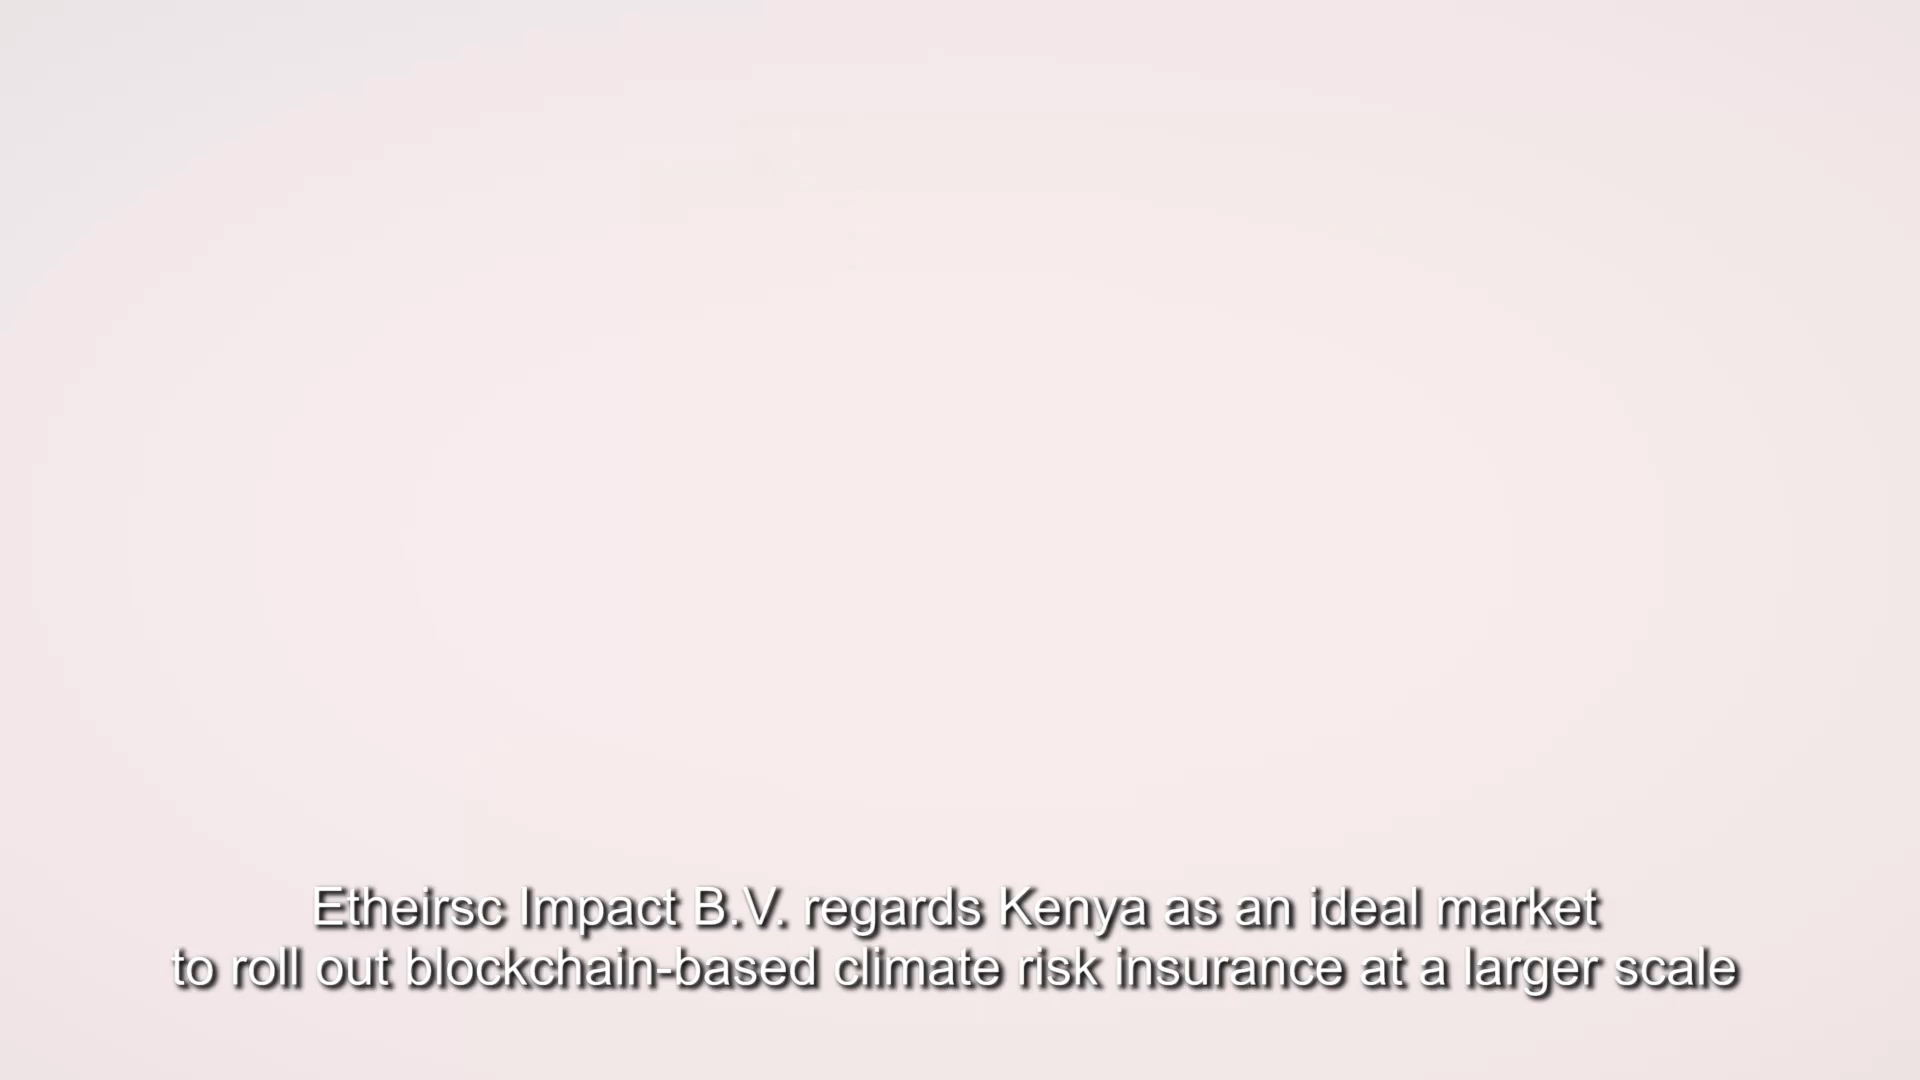 Etheirsc Impact B.V. regards Kenya as an ideal market
to roll out blockchain-based climate risk insurance at a larger scale